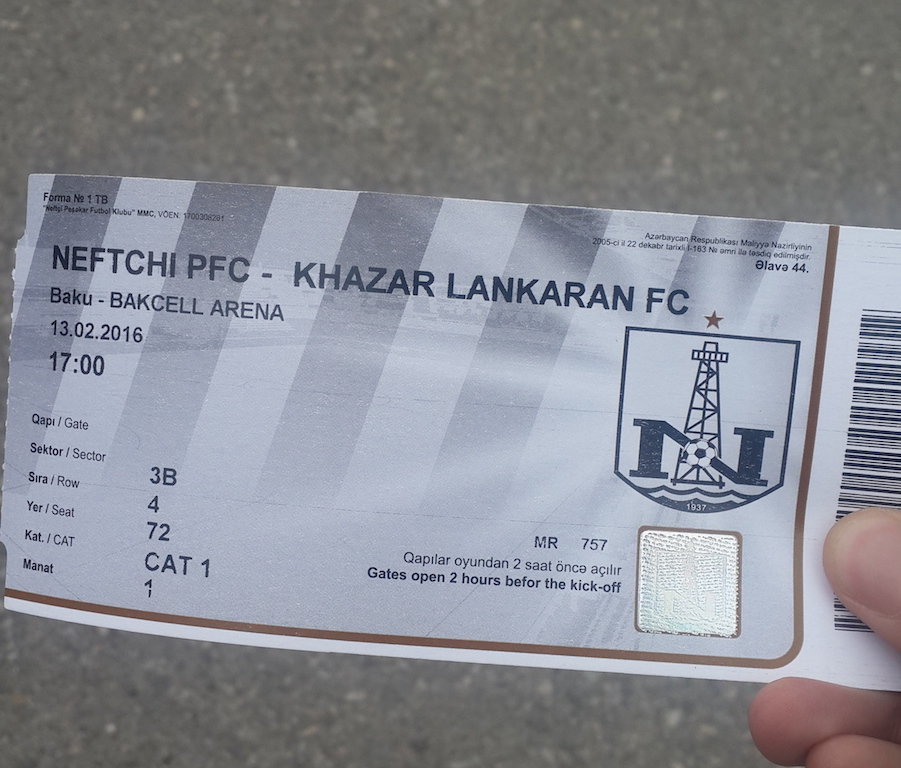 Forma № 1 TB
"Neftçi Peşəkar Futbol Klubu" MMC, VÖEN: 1700308281
Azərbaycan Respublikası Maliyyə Nazirliyinin
2005-ci il 22 dekabr tarixli I-163 № əmri ilə təsdiq edilmişdir.
Əlavə 44.
NEFTCHI PFC - KHAZAR LANKARAN FC
Baku - BAKCELL ARENA
13.02.2016
17:00
Qapı / Gate
Sektor / Sector 3B
Sıra / Row 4
Yer / Seat 72
Kat. / CAT CAT 1
Manat 1
N
1937
MR 757
Qapılar oyundan 2 saat öncə açılır
Gates open 2 hours befor the kick-off